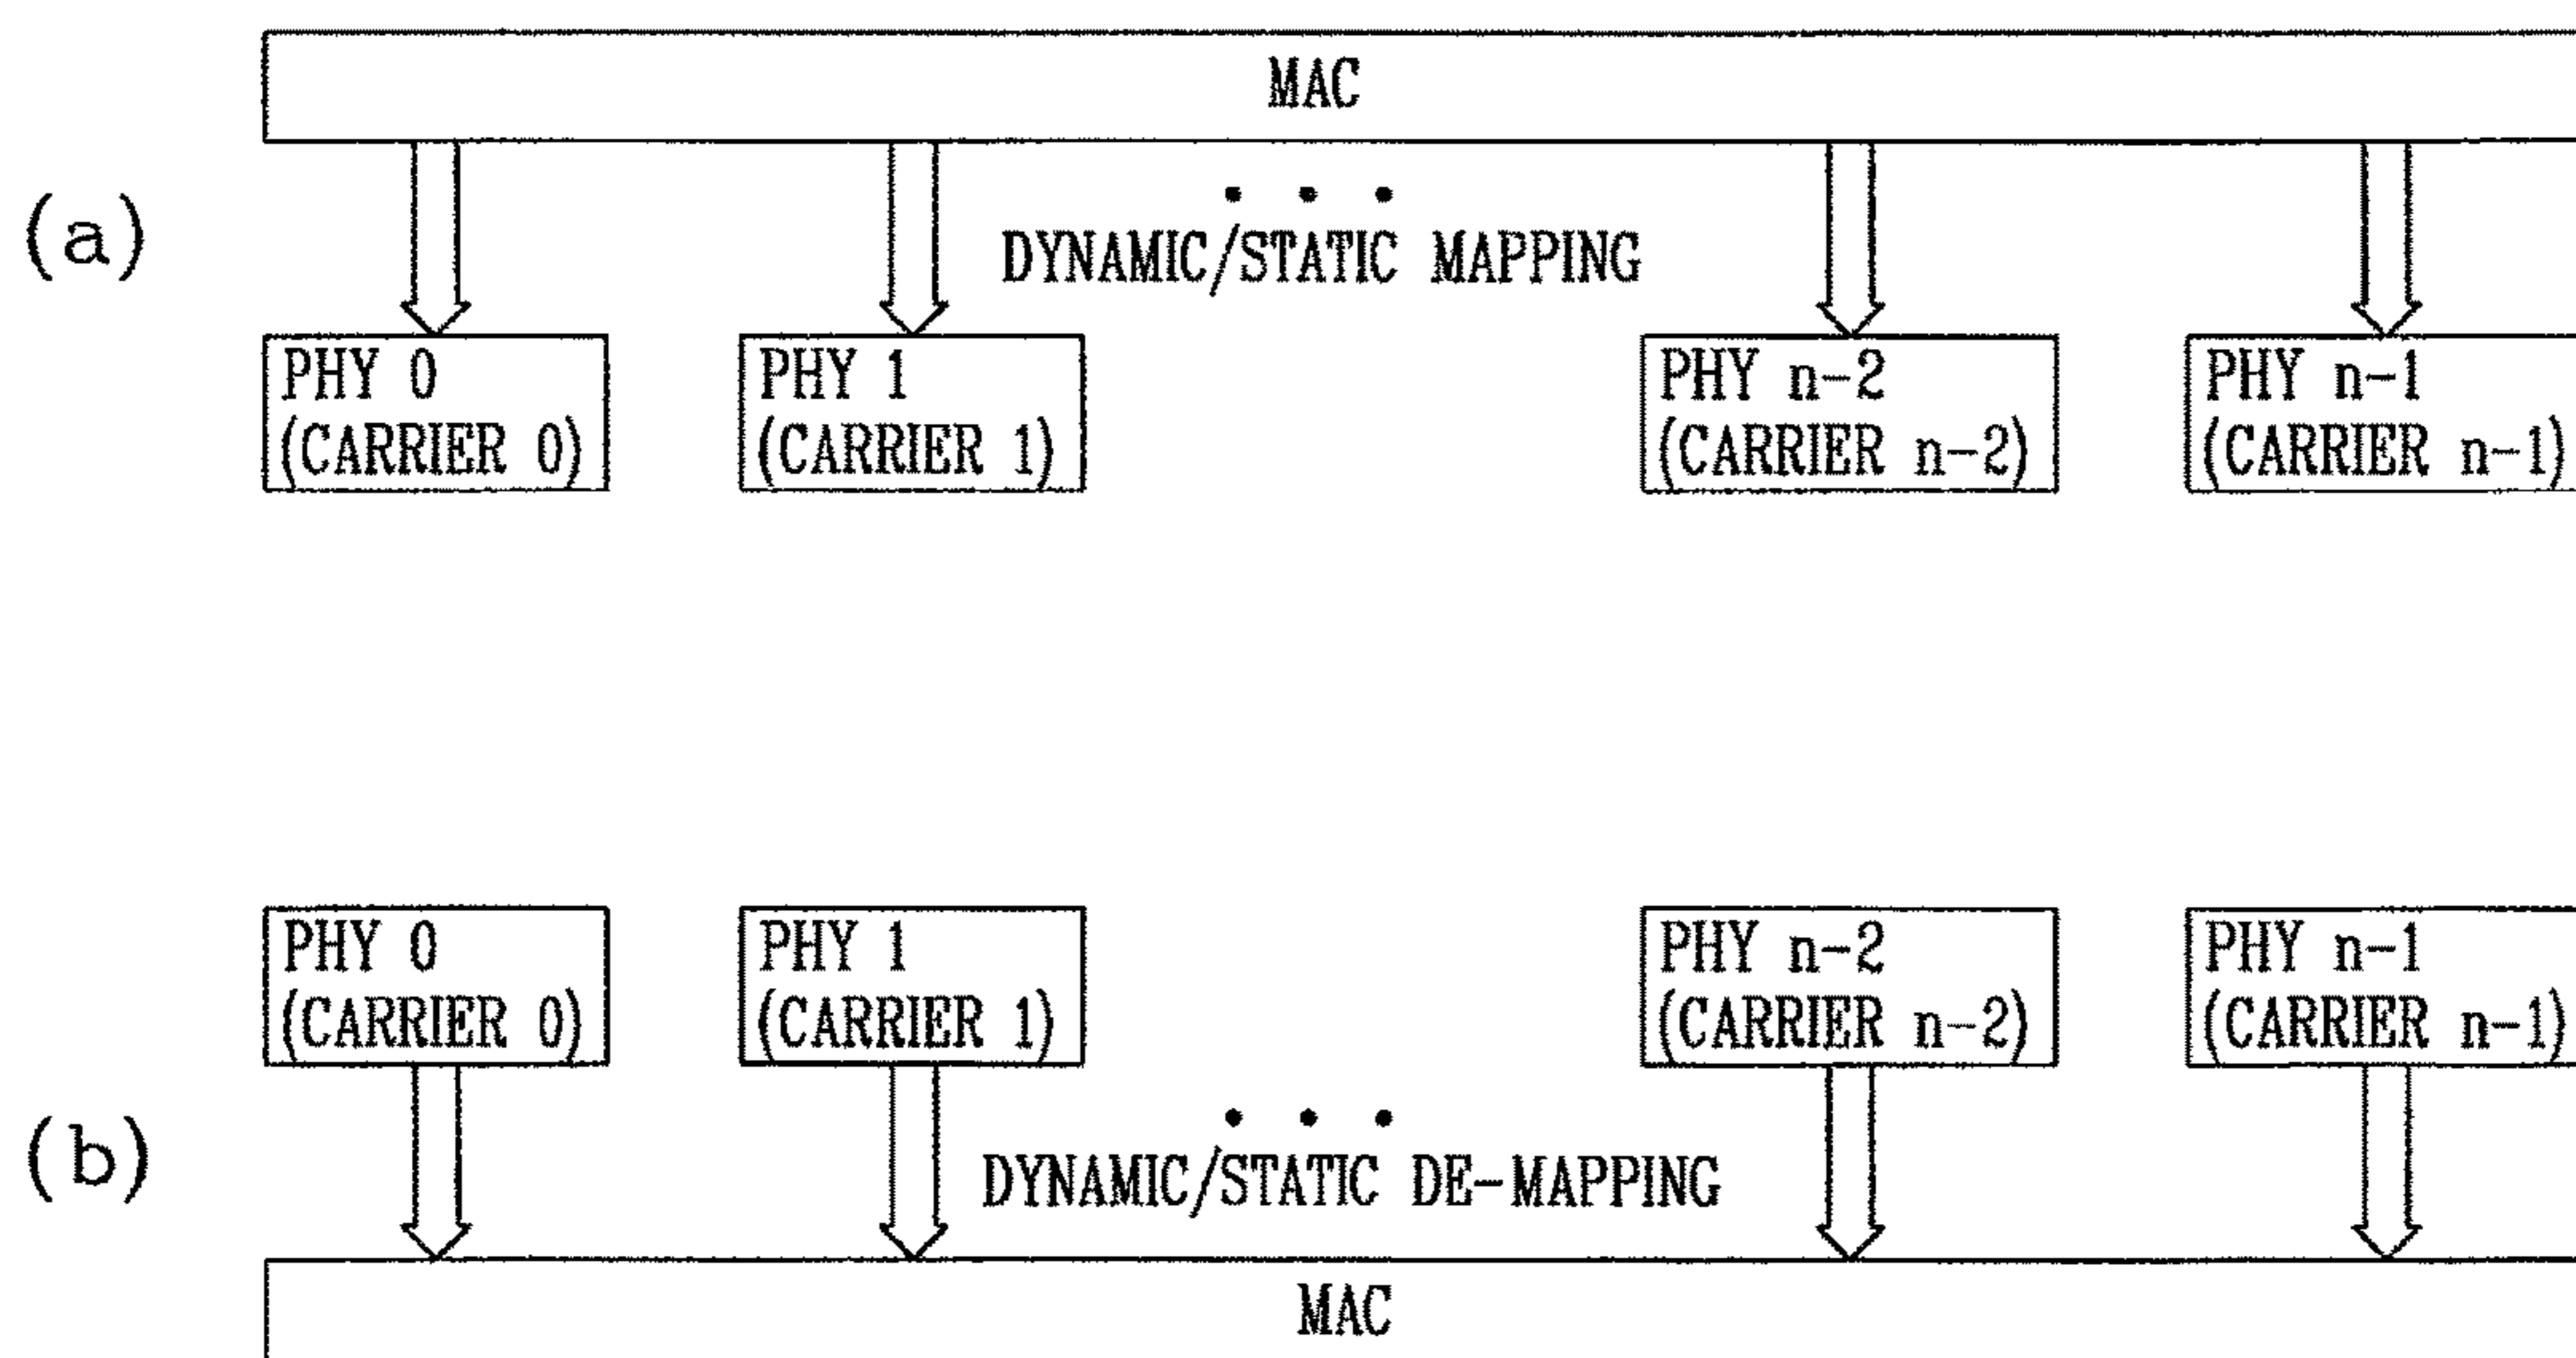 MAC
(a)
• • •
DYNAMIC/STATIC MAPPING
PHY 0
(CARRIER 0)
PHY 1
(CARRIER 1)
PHY n-2
(CARRIER n-2)
PHY n-1
(CARRIER n-1)
PHY 0
(CARRIER 0)
PHY 1
(CARRIER 1)
PHY n-2
(CARRIER n-2)
PHY n-1
(CARRIER n-1)
(b)
• • •
DYNAMIC/STATIC DE-MAPPING
MAC